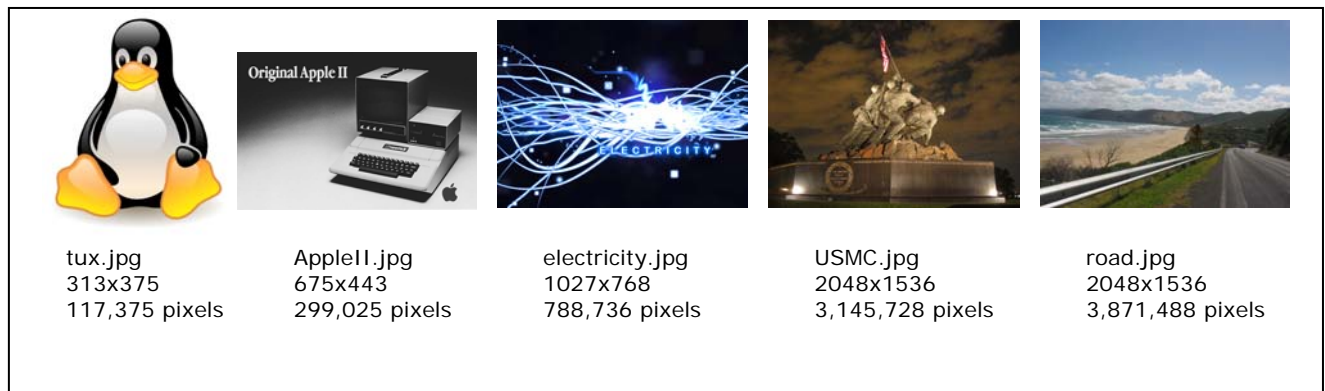 Original Apple II
ELECTRICITY
tux.jpg
313x375
117,375 pixels
AppleII.jpg
675x443
299,025 pixels
electricity.jpg
1027x768
788,736 pixels
USMC.jpg
2048x1536
3,145,728 pixels
road.jpg
2048x1536
3,871,488 pixels